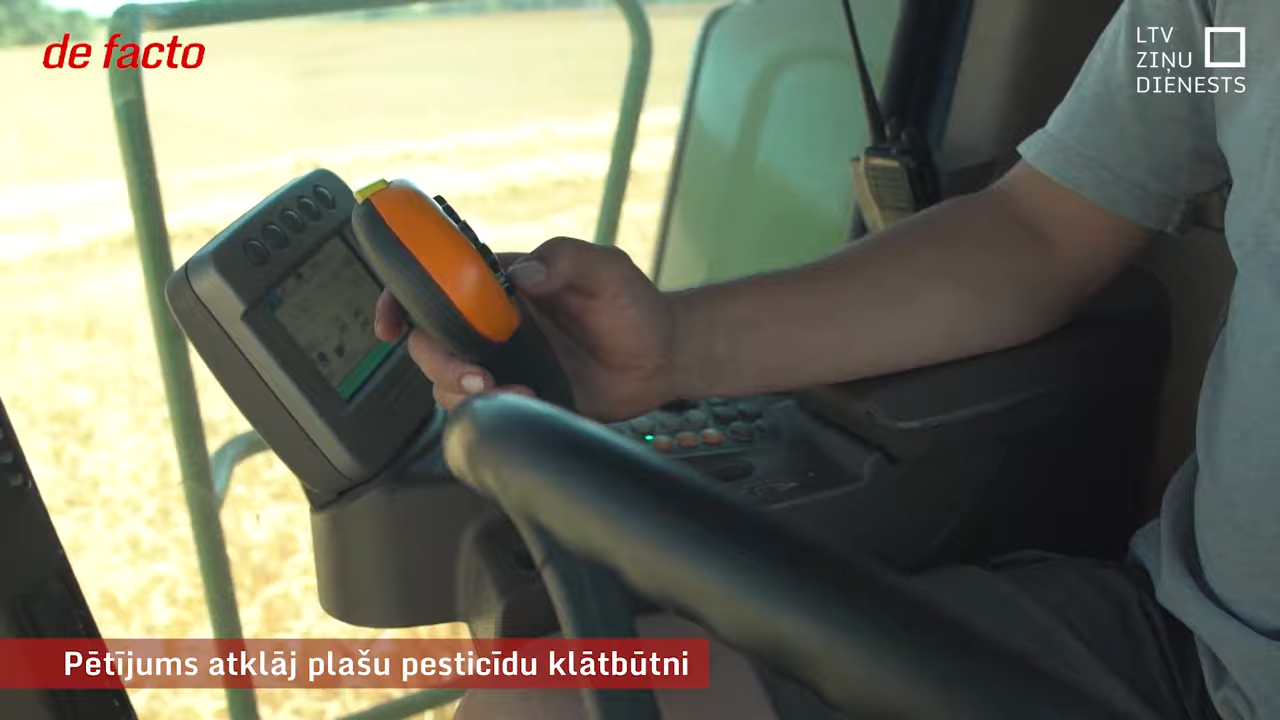 de facto
LTV
ZIŅU
DIENESTS
Pētījums atklāj plašu pesticīdu klātbūtni